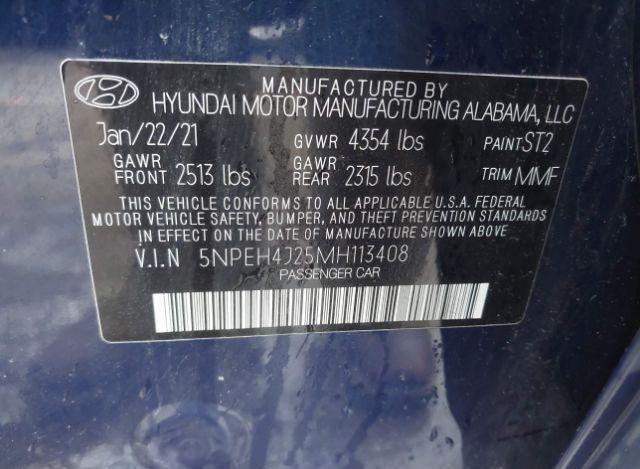 MANUFACTURED BY
HYUNDAI MOTOR MANUFACTURING ALABAMA, LLC
Jan/22/21 GVWR 4354 lbs PAINT ST2
GAWR FRONT 2513 lbs GAWR REAR 2315 lbs TRIM MMF
THIS VEHICLE CONFORMS TO ALL APPLICABLE U.S.A. FEDERAL
MOTOR VEHICLE SAFETY, BUMPER, AND THEFT PREVENTION STANDARDS
IN EFFECT ON THE DATE OF MANUFACTURE SHOWN ABOVE.
V.I.N 5NPEH4J25MH113408
PASSENGER CAR